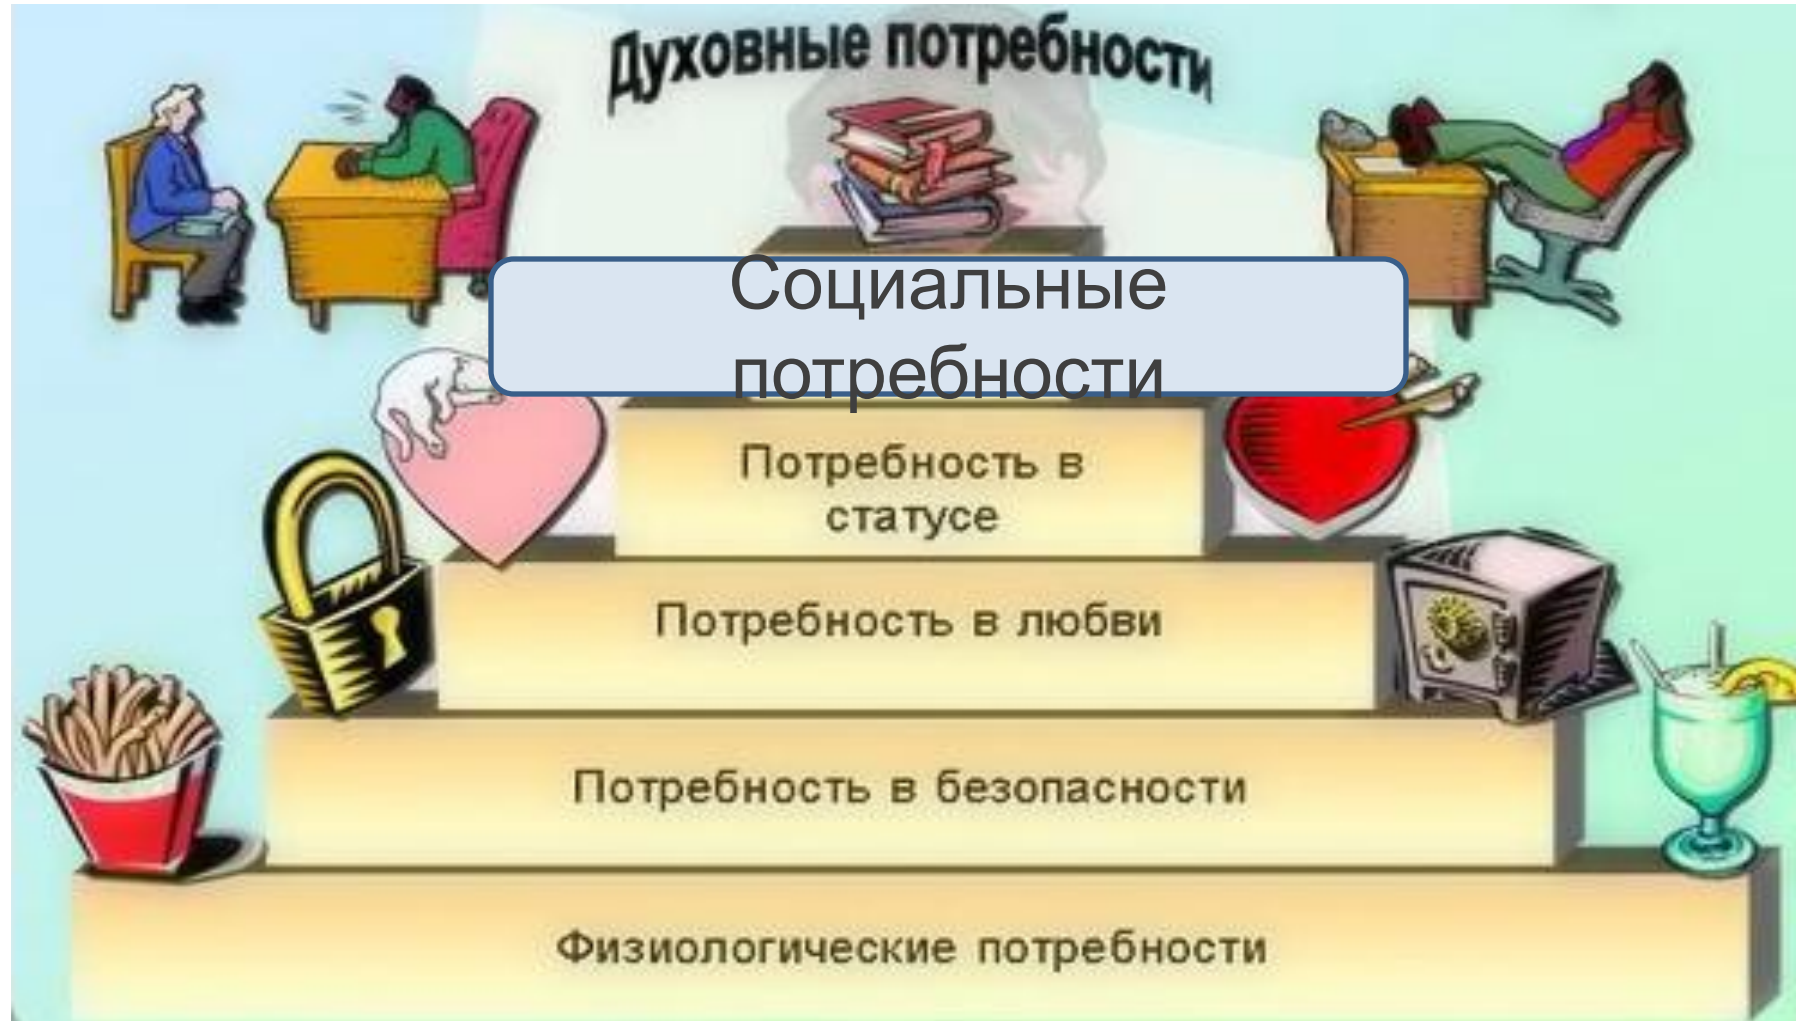 Духовные потребности
Социальные
потребности
Потребность в
статусе
Потребность в любви
Потребность в безопасности
Физиологические потребности